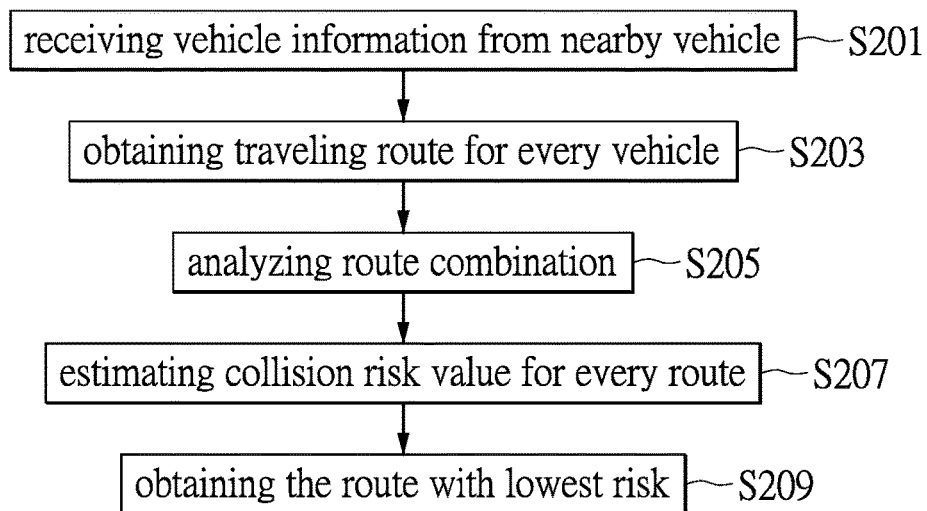 receiving vehicle information from nearby vehicle S201
obtaining traveling route for every vehicle S203
analyzing route combination S205
estimating collision risk value for every route S207
obtaining the route with lowest risk S209